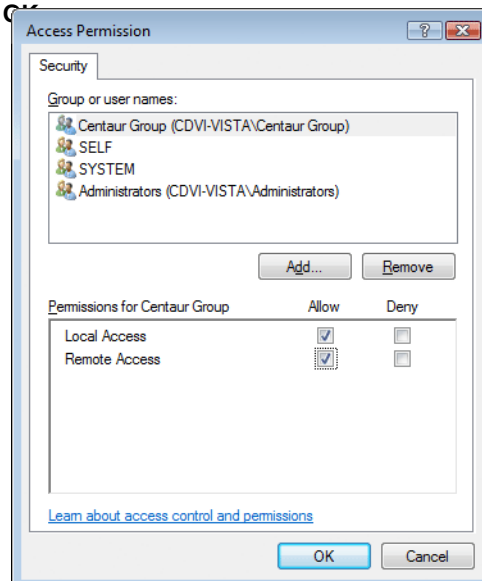 OK
Access Permission
Security
Group or user names:
Centaur Group (CDVI-VISTA\Centaur Group)
SELF
SYSTEM
Administrators (CDVI-VISTA\Administrators)
Add... Remove
Permissions for Centaur Group Allow Deny
Local Access
Remote Access
Learn about access control and permissions
OK Cancel